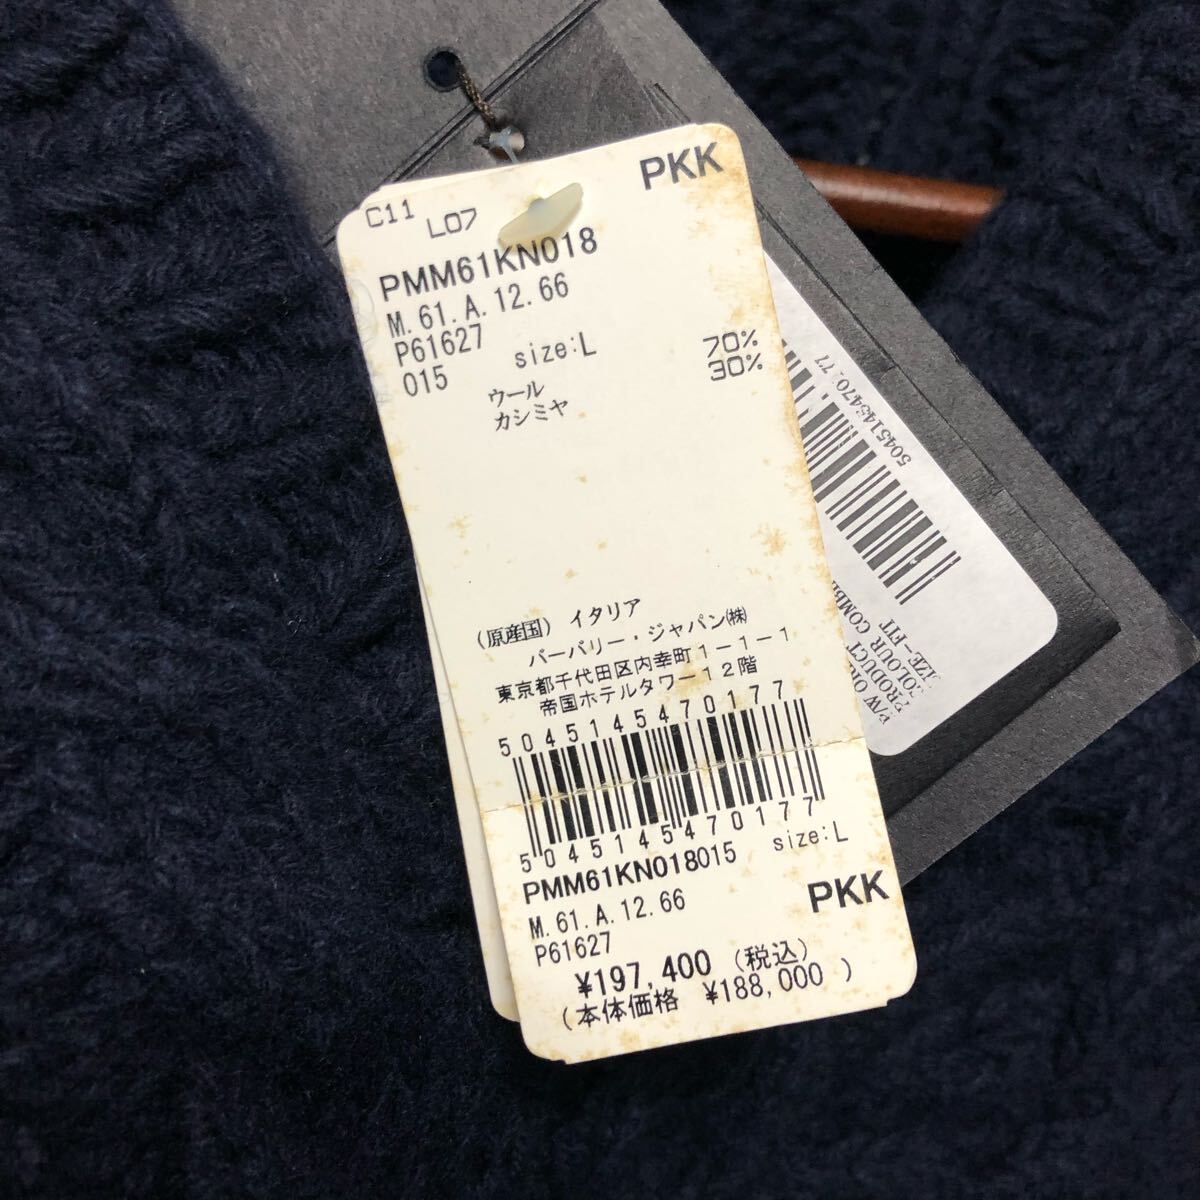 PKK
C11 L07
PMM61KN018
M. 61. A. 12. 66
P61627
015 size:L
ウール 70%
カシミヤ 30%
(原産国) イタリア
バーバリー・ジャパン㈱
東京都千代田区内幸町1-1-1
帝国ホテルタワー12階
5045145470177
5045145470177
PMM61KN018015 size:L
M. 61. A. 12. 66
P61627 PKK
¥197,400 (税込)
(本体価格 ¥188,000 )
5045145470177
P/W
PRODUCT
COLOUR